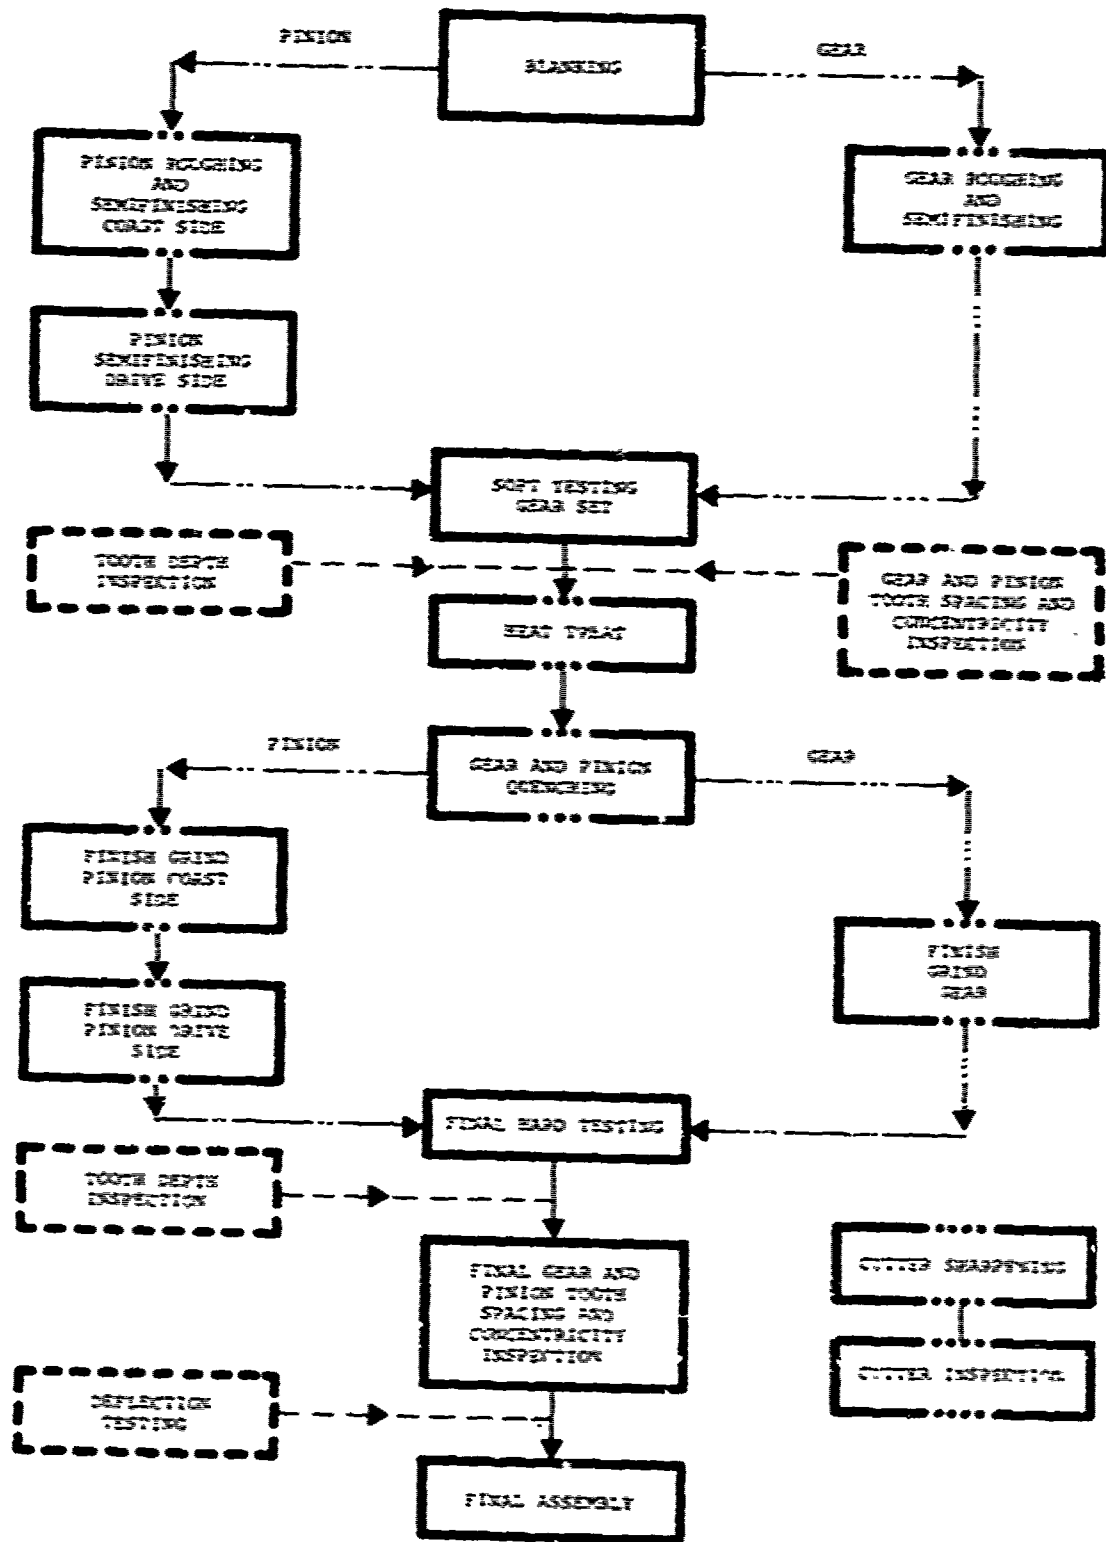 PINION
BLANKING
GEAR
PINION ROUGHING
AND
SEMIFINISHING
COAST SIDE
GEAR ROUGHING
AND
SEMIFINISHING
PINION
SEMIFINISHING
DRIVE SIDE
SOFT TESTING
GEAR SET
TOOTH DEPTH
INSPECTION
GEAR AND PINION
TOOTH SPACING AND
CONCENTRICITY
INSPECTION
HEAT TREAT
PINION
GEAR AND PINION
QUENCHING
GEAR
FINISH GRIND
PINION COAST
SIDE
FINISH
GRIND
GEAR
FINISH GRIND
PINION DRIVE
SIDE
FINAL HARD TESTING
TOOTH DEPTH
INSPECTION
FINAL GEAR AND
PINION TOOTH
SPACING AND
CONCENTRICITY
INSPECTION
CUTTER SHARPENING
CUTTER INSPECTION
DEFLECTION
TESTING
FINAL ASSEMBLY